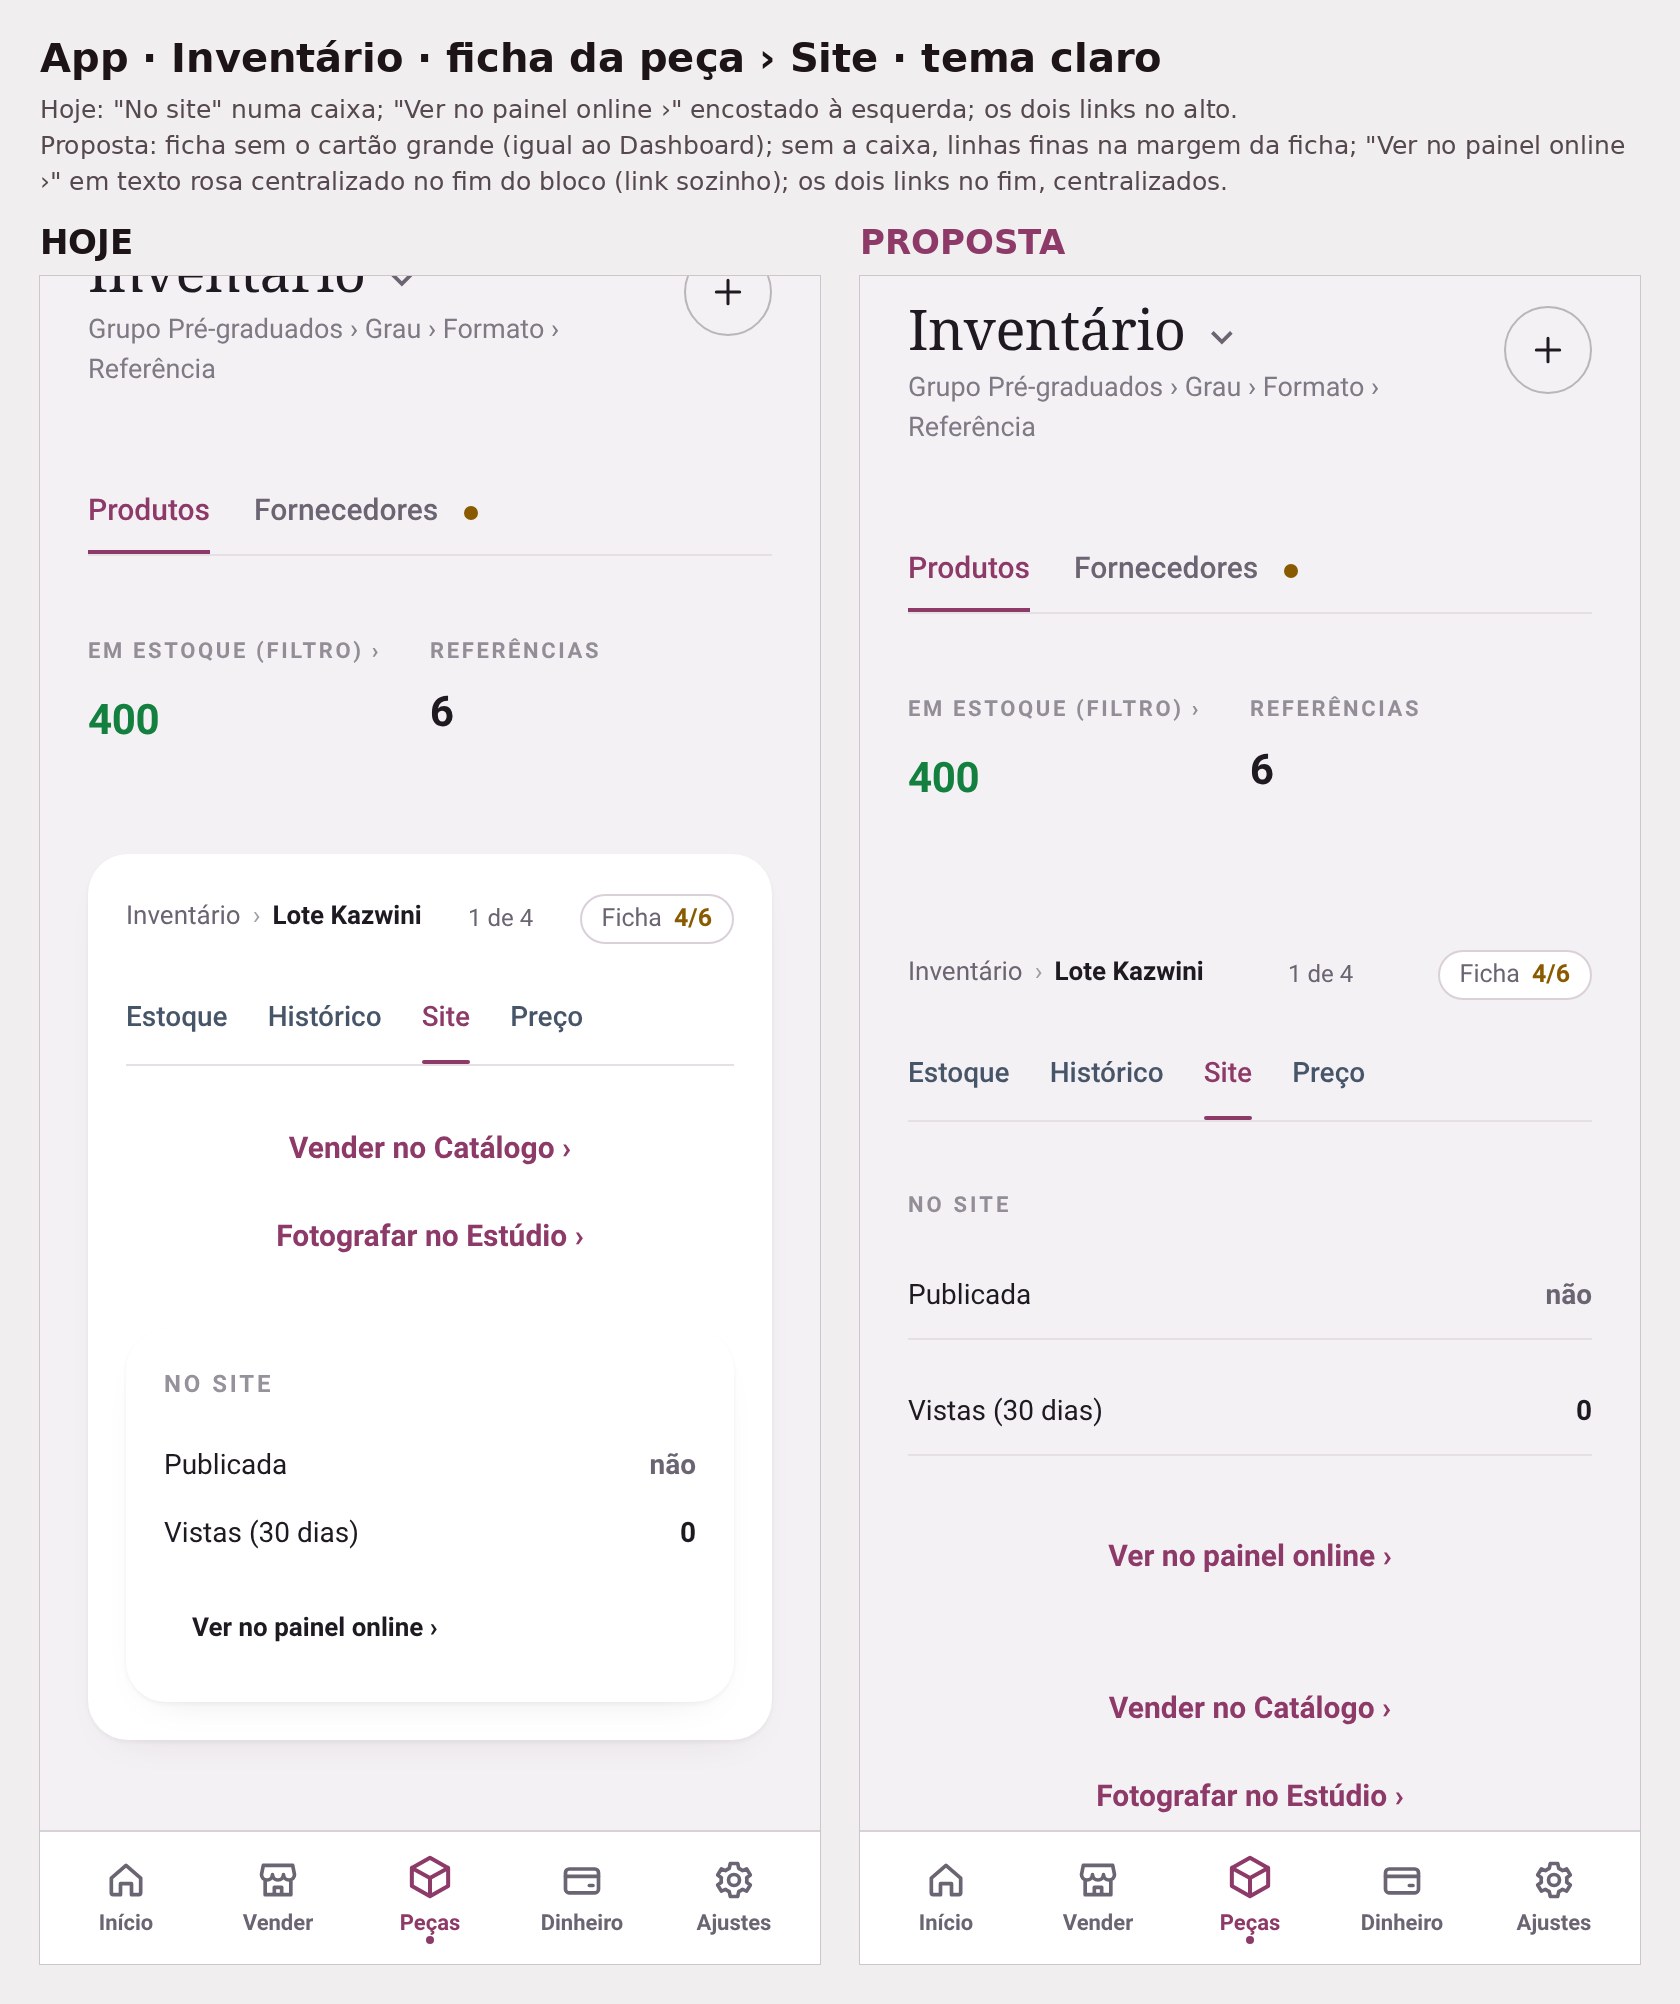 App · Inventário · ficha da peça › Site · tema claro
Hoje: "No site" numa caixa; "Ver no painel online ›" encostado à esquerda; os dois links no alto.
Proposta: ficha sem o cartão grande (igual ao Dashboard); sem a caixa, linhas finas na margem da ficha; "Ver no painel online
›" em texto rosa centralizado no fim do bloco (link sozinho); os dois links no fim, centralizados.
HOJE
Inventário
Grupo Pré-graduados › Grau › Formato ›
Referência
Produtos Fornecedores
EM ESTOQUE (FILTRO) › REFERÊNCIAS
400 6
Inventário › Lote Kazwini 1 de 4 Ficha 4/6
Estoque Histórico Site Preço
Vender no Catálogo ›
Fotografar no Estúdio ›
NO SITE
Publicada não
Vistas (30 dias) 0
Ver no painel online ›
Início Vender Peças Dinheiro Ajustes
PROPOSTA
Inventário
Grupo Pré-graduados › Grau › Formato ›
Referência
Produtos Fornecedores
EM ESTOQUE (FILTRO) › REFERÊNCIAS
400 6
Inventário › Lote Kazwini 1 de 4 Ficha 4/6
Estoque Histórico Site Preço
NO SITE
Publicada não
Vistas (30 dias) 0
Ver no painel online ›
Vender no Catálogo ›
Fotografar no Estúdio ›
Início Vender Peças Dinheiro Ajustes